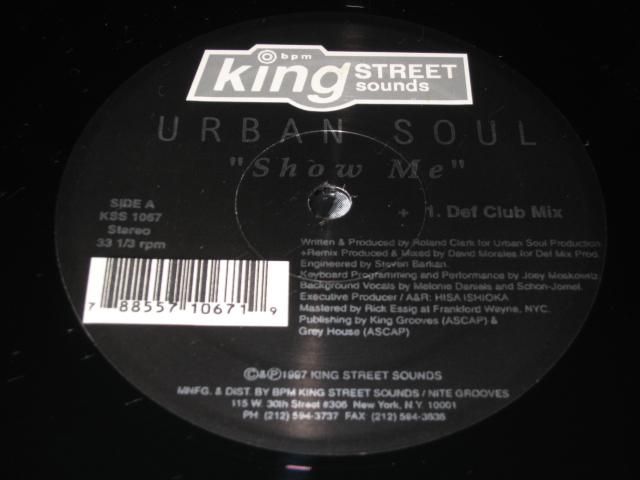 bpm
king STREET
sounds
URBAN SOUL
"Show Me"
SIDE A
KSS 1067
Stereo
33 1/3 rpm
+ 1. Def Club Mix
Written & Produced by Roland Clark for Urban Soul Production
+Remix Produced & Mixed by David Morales for Def Mix Prod.
Engineered by Steven Barkan.
Keyboard Programming and Performance by Joey Moskowitz.
Background Vocals by Melonie Daniels and Schon-Jomel.
Executive Producer / A&R: HISA ISHIOKA
Mastered by Rick Essig at Frankford Wayne, NYC.
Publishing by King Grooves (ASCAP) &
Grey House (ASCAP)
7 88557 10671 9
©&℗1997 KING STREET SOUNDS
MNFG. & DIST. BY BPM KING STREET SOUNDS / NITE GROOVES
115 W. 30th Street #306 New York, N.Y. 10001
PH (212) 594-3737 FAX (212) 594-3636